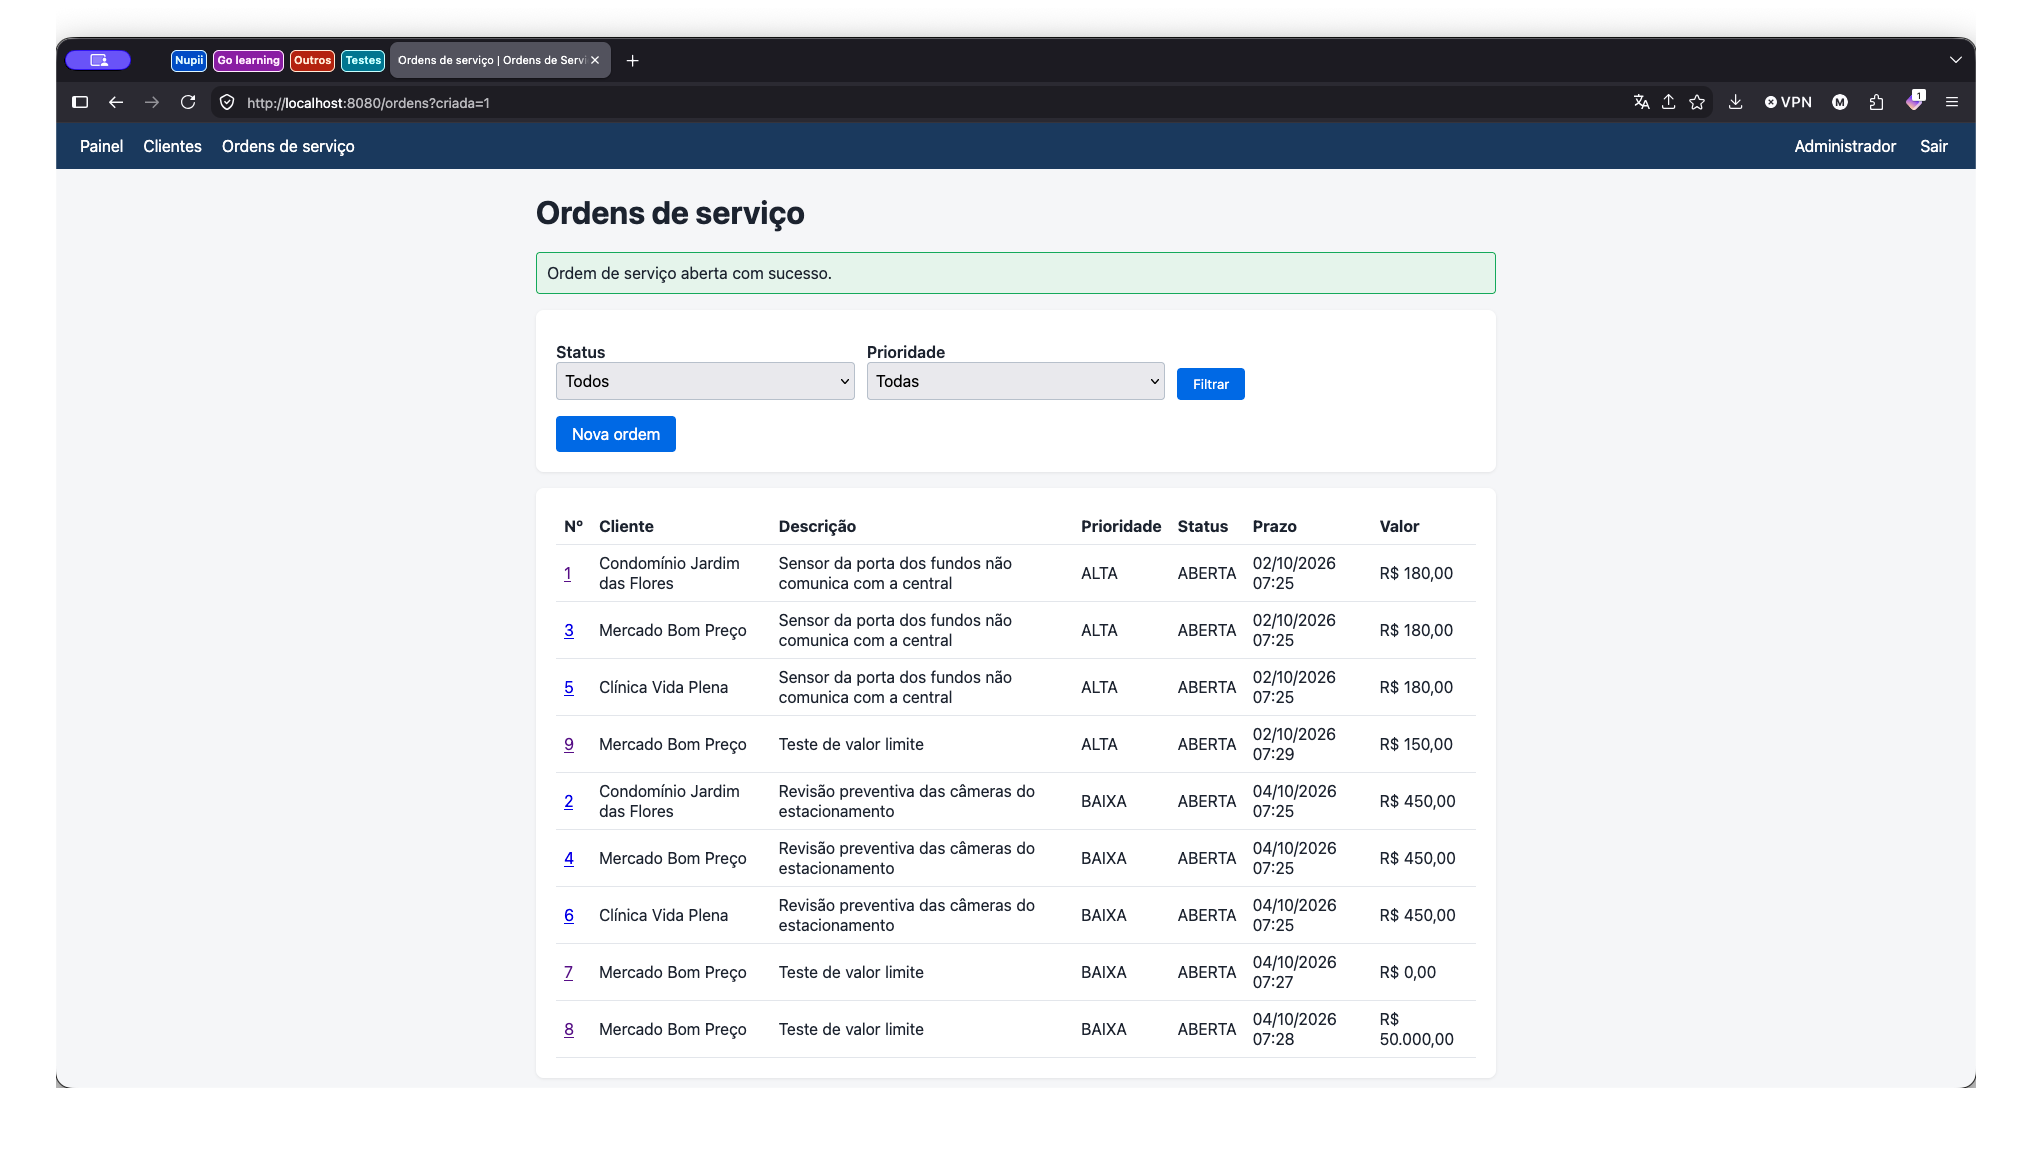 Nupii Go learning Outros Testes Ordens de serviço | Ordens de Servi
http://localhost:8080/ordens?criada=1 VPN M 1
Painel Clientes Ordens de serviço Administrador Sair
Ordens de serviço
Ordem de serviço aberta com sucesso.
Status Prioridade
Todos Todas Filtrar
Nova ordem
Nº Cliente Descrição Prioridade Status Prazo Valor
1 Condomínio Jardim das Flores Sensor da porta dos fundos não comunica com a central ALTA ABERTA 02/10/2026 07:25 R$ 180,00
3 Mercado Bom Preço Sensor da porta dos fundos não comunica com a central ALTA ABERTA 02/10/2026 07:25 R$ 180,00
5 Clínica Vida Plena Sensor da porta dos fundos não comunica com a central ALTA ABERTA 02/10/2026 07:25 R$ 180,00
9 Mercado Bom Preço Teste de valor limite ALTA ABERTA 02/10/2026 07:29 R$ 150,00
2 Condomínio Jardim das Flores Revisão preventiva das câmeras do estacionamento BAIXA ABERTA 04/10/2026 07:25 R$ 450,00
4 Mercado Bom Preço Revisão preventiva das câmeras do estacionamento BAIXA ABERTA 04/10/2026 07:25 R$ 450,00
6 Clínica Vida Plena Revisão preventiva das câmeras do estacionamento BAIXA ABERTA 04/10/2026 07:25 R$ 450,00
7 Mercado Bom Preço Teste de valor limite BAIXA ABERTA 04/10/2026 07:27 R$ 0,00
8 Mercado Bom Preço Teste de valor limite BAIXA ABERTA 04/10/2026 07:28 R$ 50.000,00